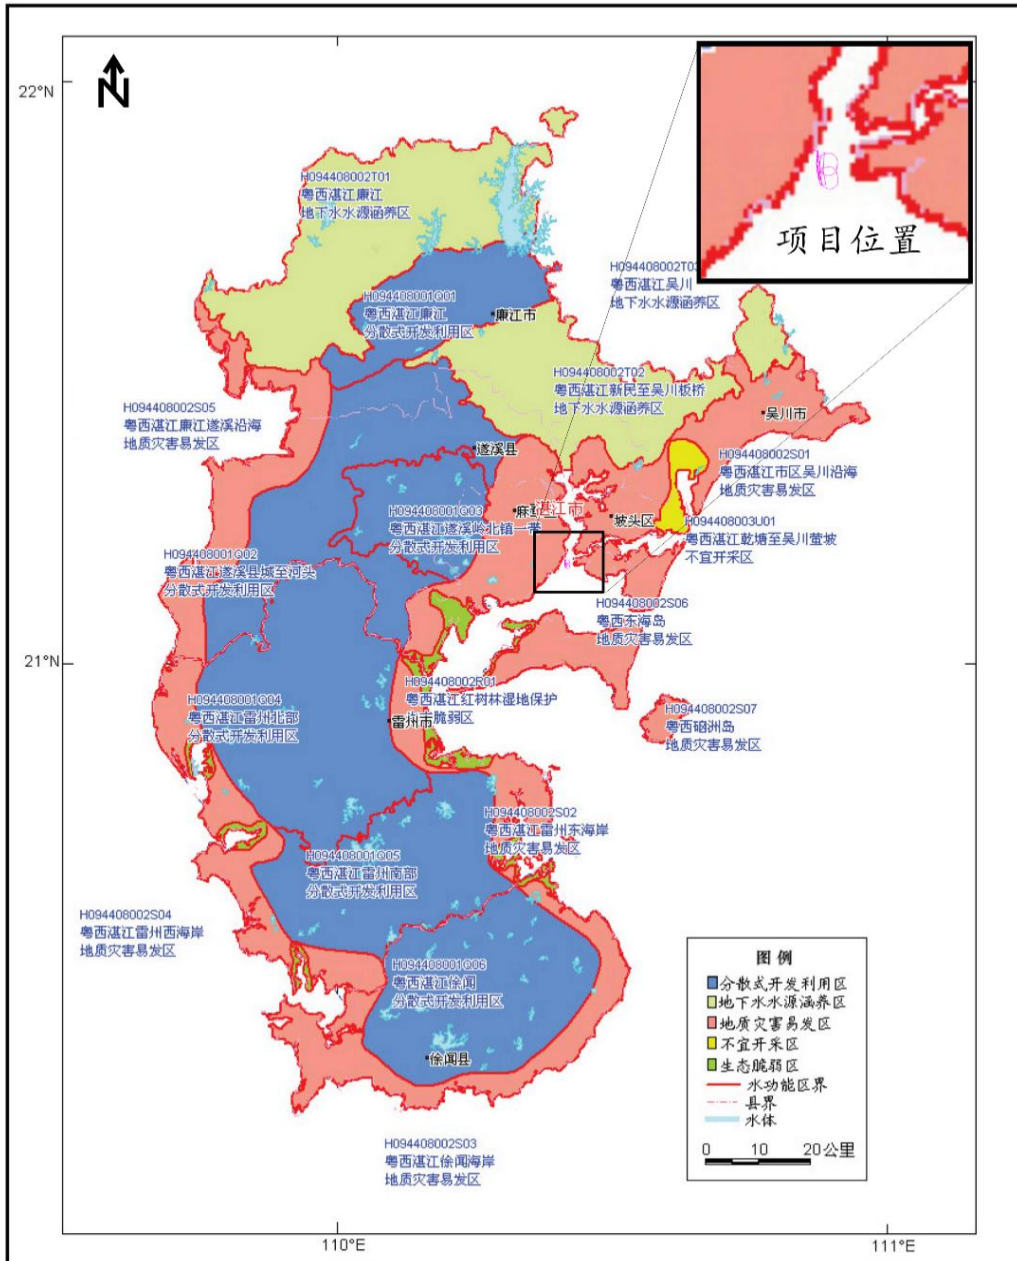 22°N
N
项目位置
H094408002T01
粤西湛江廉江
地下水水源涵养区
H094408002T03
粤西湛江吴川
地下水水源涵养区
H094408001Q01
粤西湛江廉江
分散式开发利用区
廉江市
H094408002T02
粤西湛江新民至吴川板桥
地下水水源涵养区
吴川市
H094408002S05
粤西湛江廉江遂溪沿海
地质灾害易发区
遂溪县
H094408002S01
粤西湛江市区吴川沿海
地质灾害易发区
湛江市
坡头区
H094408001Q03
粤西湛江遂溪岭北镇一带
分散式开发利用区
H094408003U01
粤西湛江乾塘至吴川萱坡
不宜开采区
H094408001Q02
粤西湛江遂溪县城至河头
分散式开发利用区
H094408002S06
粤西东海岛
地质灾害易发区
21°N
H094408002R01
粤西湛江红树林湿地保护
脆弱区
雷州市
H094408001Q04
粤西湛江雷州北部
分散式开发利用区
H094408002S07
粤西硇洲岛
地质灾害易发区
H094408002S02
粤西湛江雷州东海岸
地质灾害易发区
H094408001Q05
粤西湛江雷州南部
分散式开发利用区
H094408002S04
粤西湛江雷州西海岸
地质灾害易发区
H094408001Q06
粤西湛江徐闻
分散式开发利用区
徐闻县
H094408002S03
粤西湛江徐闻海岸
地质灾害易发区
图例
分散式开发利用区
地下水水源涵养区
地质灾害易发区
不宜开采区
生态脆弱区
水功能区界
县界
水体
0 10 20公里
110°E
111°E